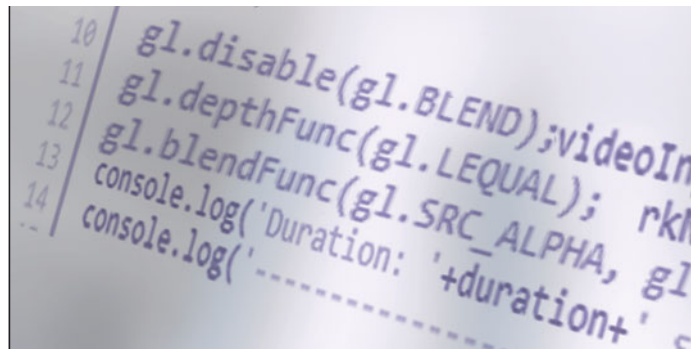 10 gl.disable(gl.BLEND);videoIn
11 gl.depthFunc(gl.LEQUAL); rkh
12 gl.blendFunc(gl.SRC_ALPHA, gl
13 console.log('Duration: '+duration+'
14 console.log('--------------------